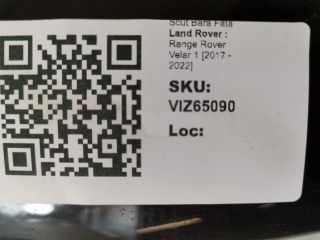 Scut Bara Fata
Land Rover :
Range Rover
Velar 1 [2017 -
2022]
SKU:
VIZ65090
Loc: